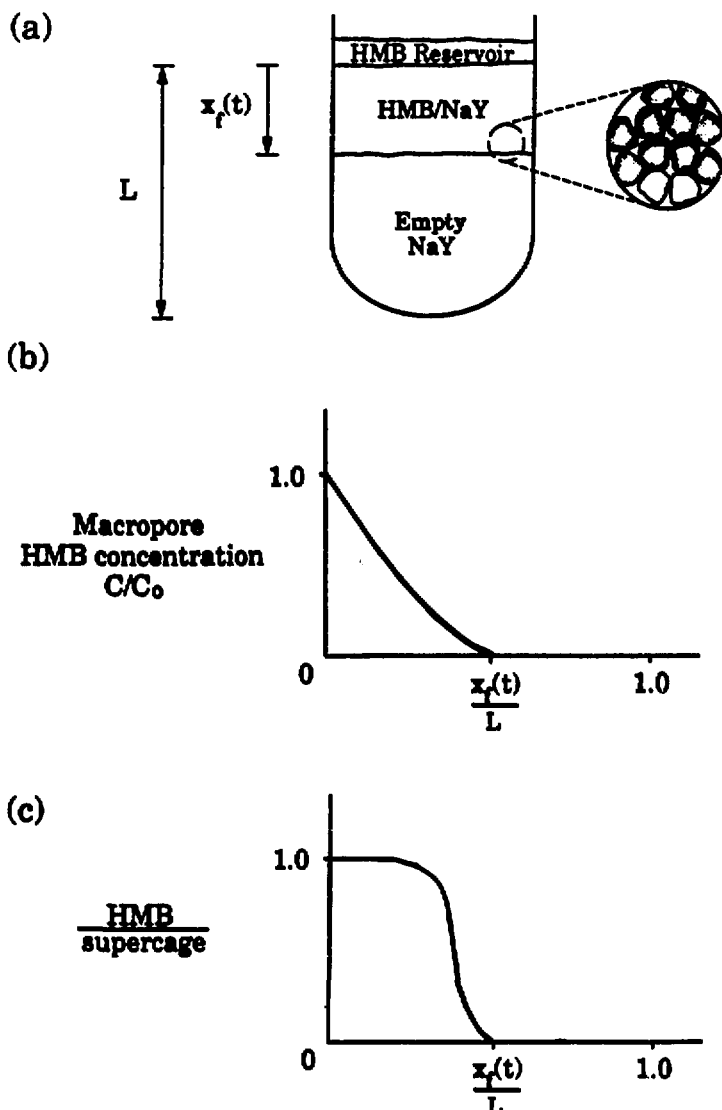 (a)
HMB Reservoir
x_f(t)
HMB/NaY
L
Empty
NaY
(b)
1.0
Macropore
HMB concentration
C/C₀
0
x_f(t)
L
1.0
(c)
1.0
HMB
supercage
0
x_f(t)
L
1.0